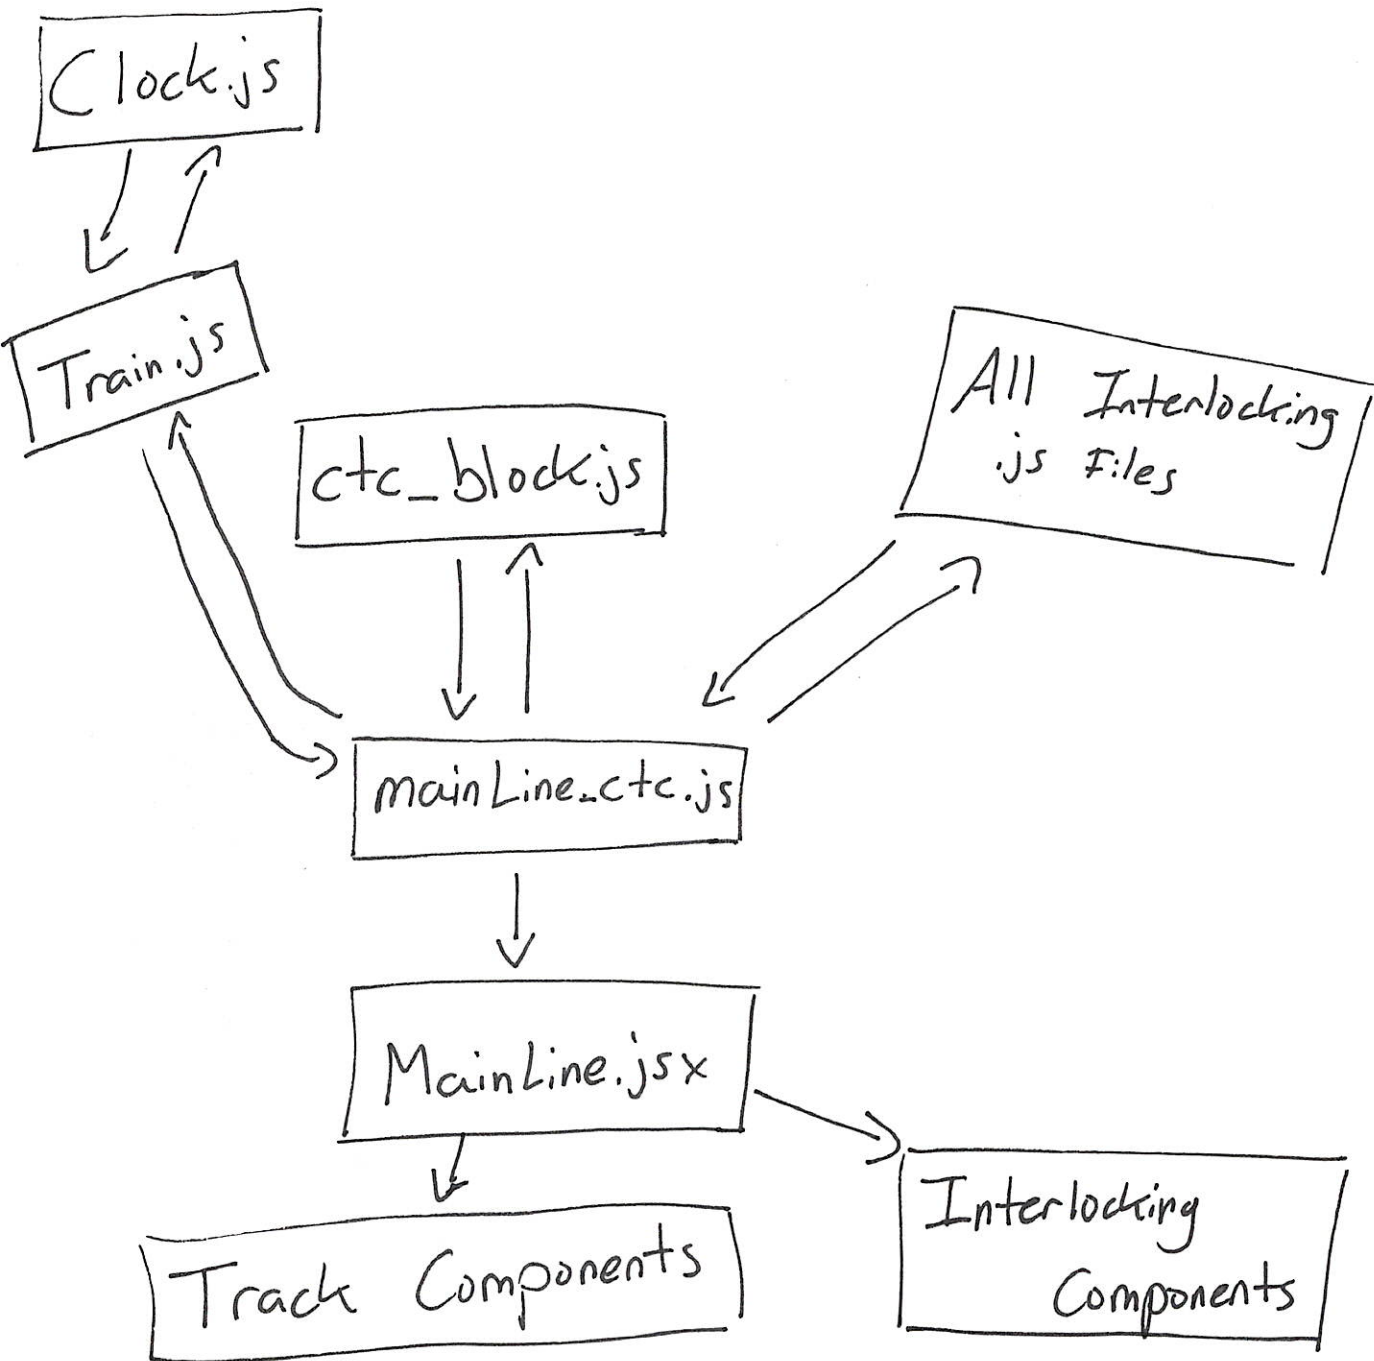 Clock.js
Train.js
ctc_block.js
All Interlocking
.js Files
mainLine_ctc.js
MainLine.jsx
Track Components
Interlocking
Components